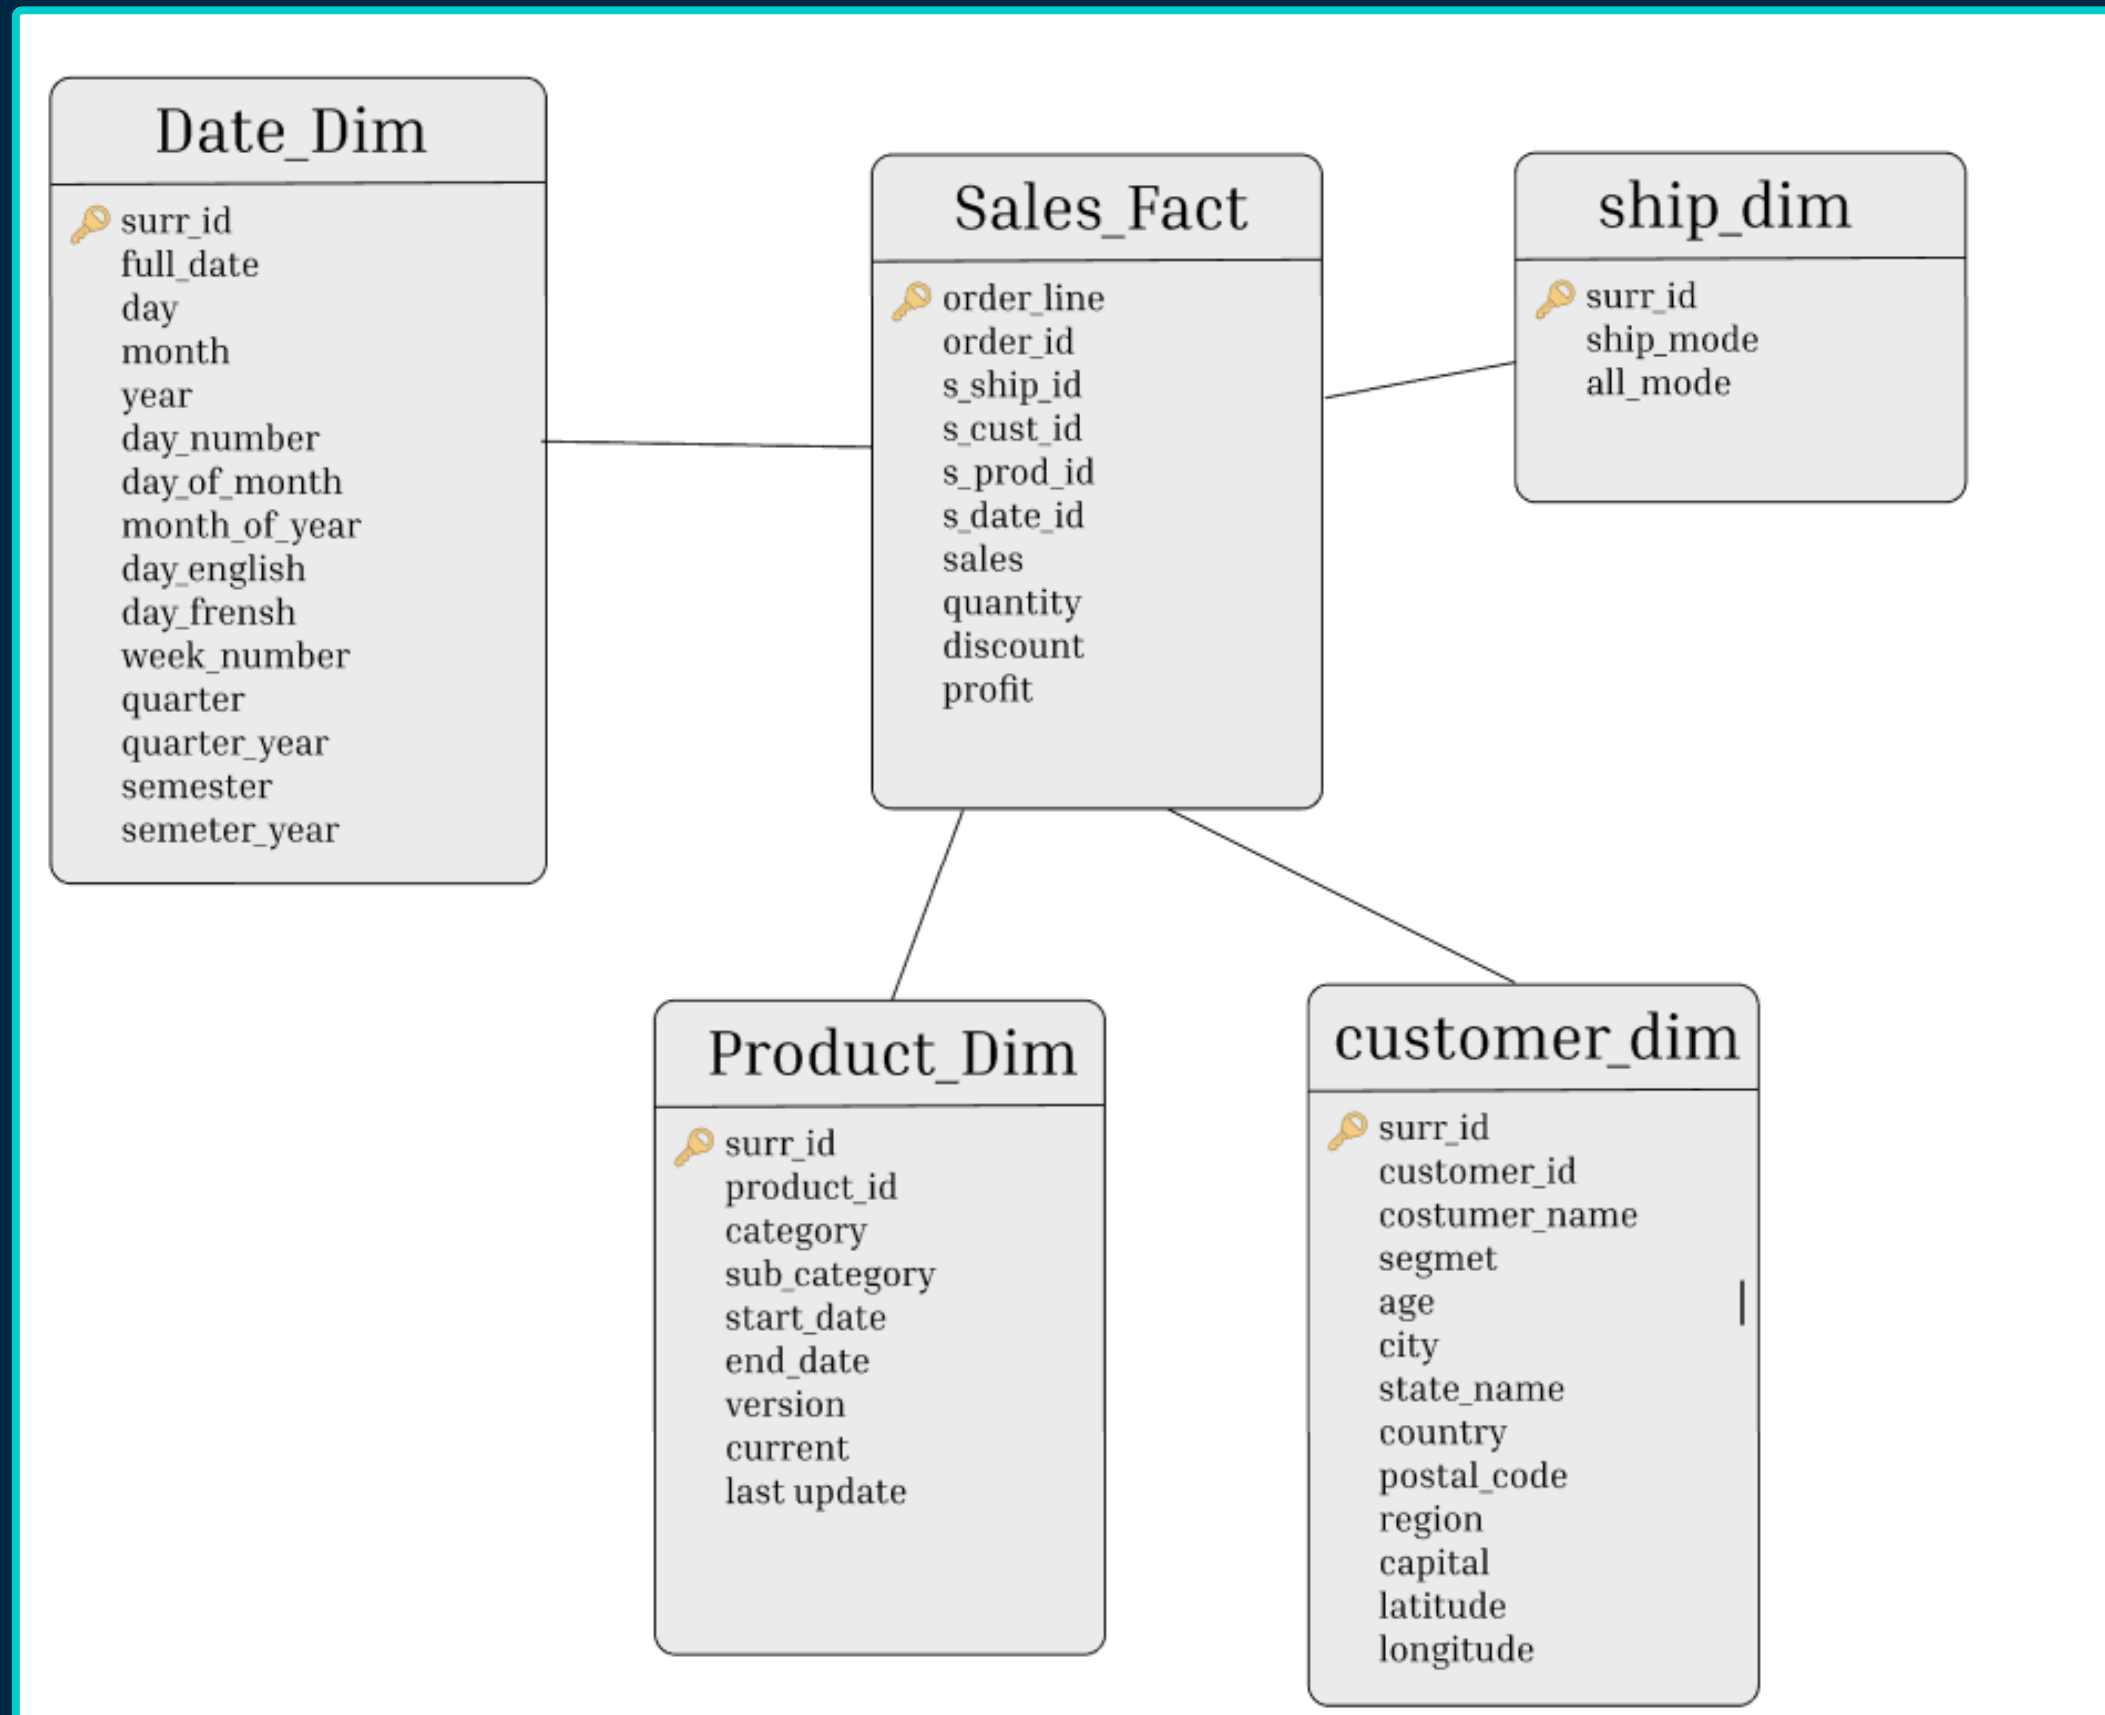 Date_Dim
surr_id
full_date
day
month
year
day_number
day_of_month
month_of_year
day_english
day_frensh
week_number
quarter
quarter_year
semester
semeter_year
Sales_Fact
order_line
order_id
s_ship_id
s_cust_id
s_prod_id
s_date_id
sales
quantity
discount
profit
ship_dim
surr_id
ship_mode
all_mode
Product_Dim
surr_id
product_id
category
sub_category
start_date
end_date
version
current
last update
customer_dim
surr_id
customer_id
costumer_name
segmet
age
city
state_name
country
postal_code
region
capital
latitude
longitude